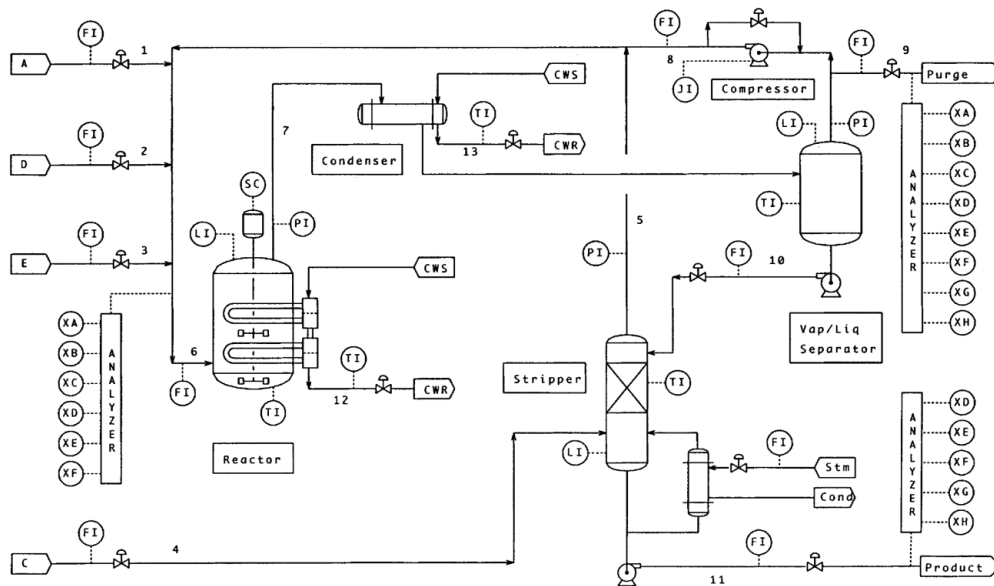 FI
1
A
FI
8
JI
Compressor
FI
9
Purge
CWS
7
TI
13
CWR
Condenser
FI
2
D
LI
PI
XA
XB
XC
XD
XE
XF
XG
XH
ANALYZER
SC
TI
5
FI
3
E
LI
PI
PI
FI
10
CWS
Vap/Liq
Separator
XA
XB
XC
XD
XE
XF
ANALYZER
6
FI
TI
TI
12
CWR
Reactor
Stripper
TI
LI
FI
Stm
Cond
XD
XE
XF
XG
XH
ANALYZER
FI
4
C
FI
11
Product